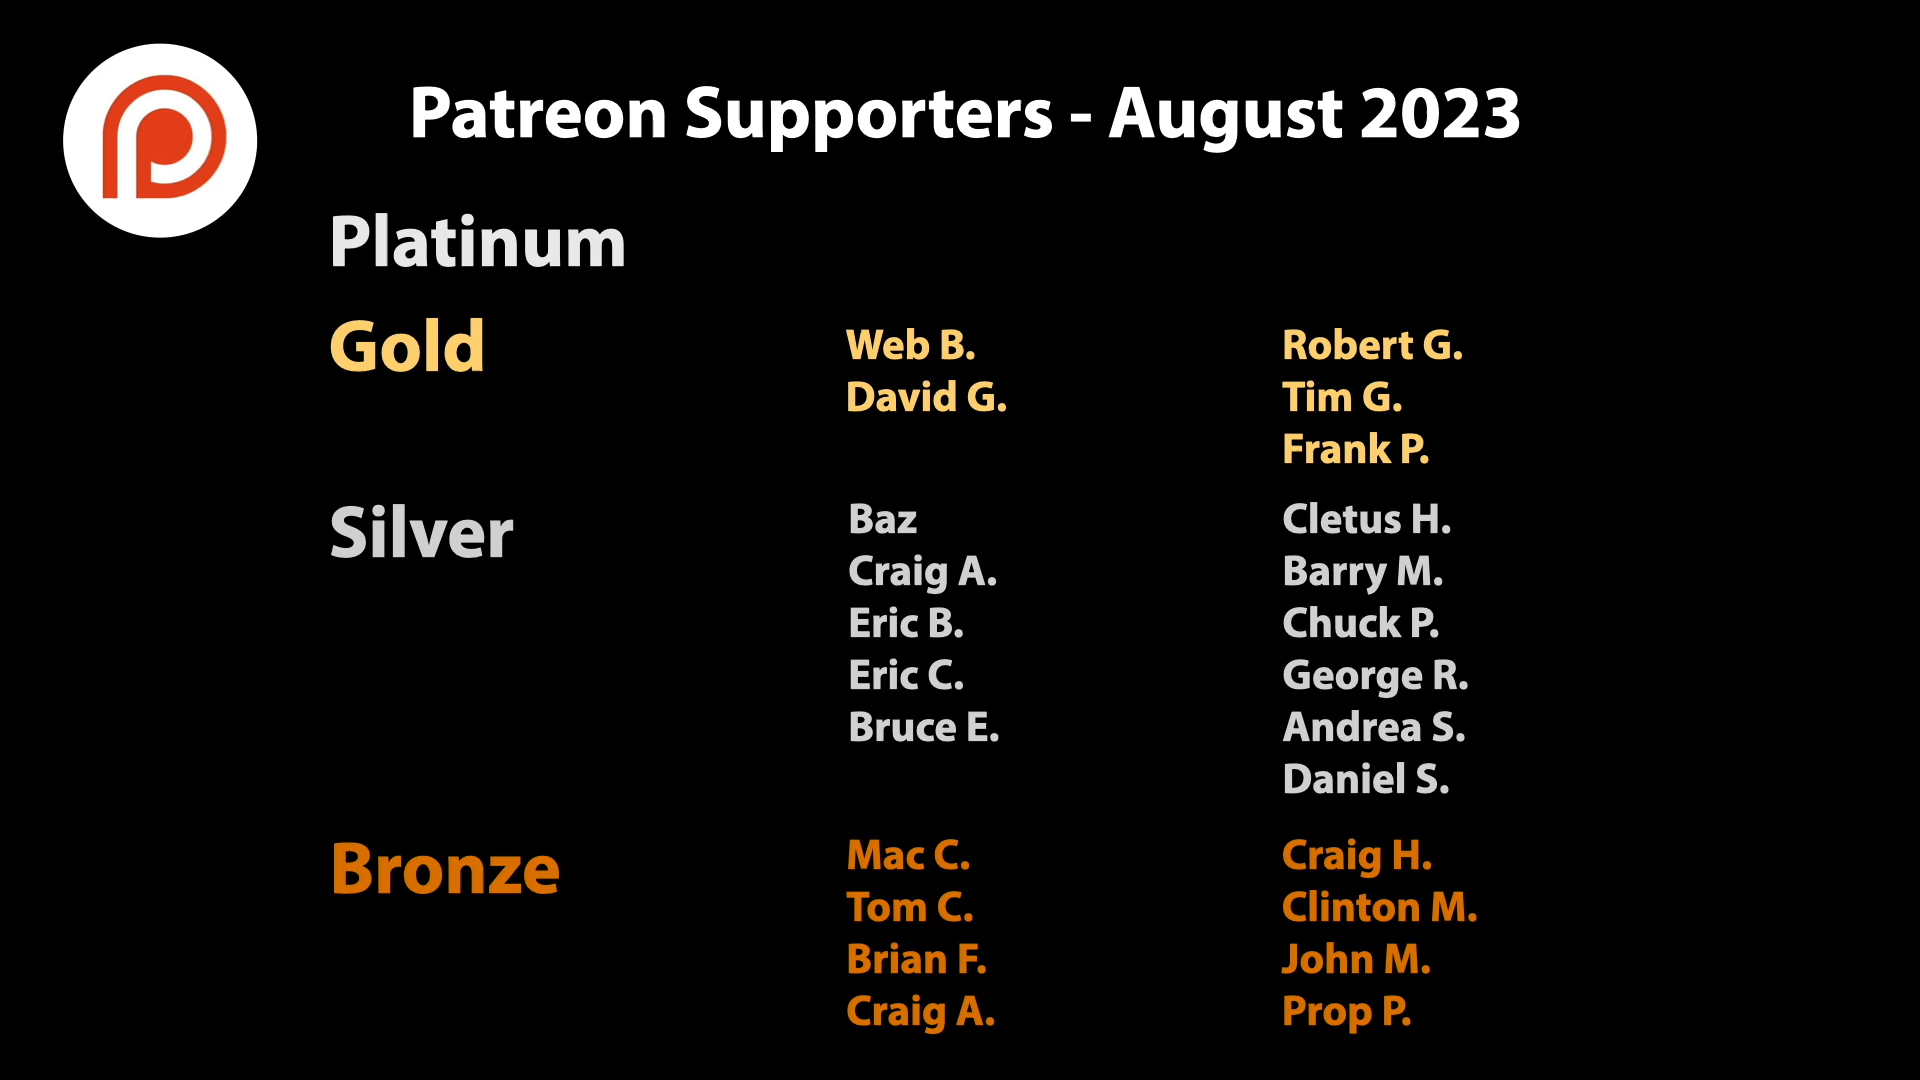 Patreon Supporters - August 2023
Platinum
Gold
Web B.
David G.
Robert G.
Tim G.
Frank P.
Silver
Baz
Craig A.
Eric B.
Eric C.
Bruce E.
Cletus H.
Barry M.
Chuck P.
George R.
Andrea S.
Daniel S.
Bronze
Mac C.
Tom C.
Brian F.
Craig A.
Craig H.
Clinton M.
John M.
Prop P.